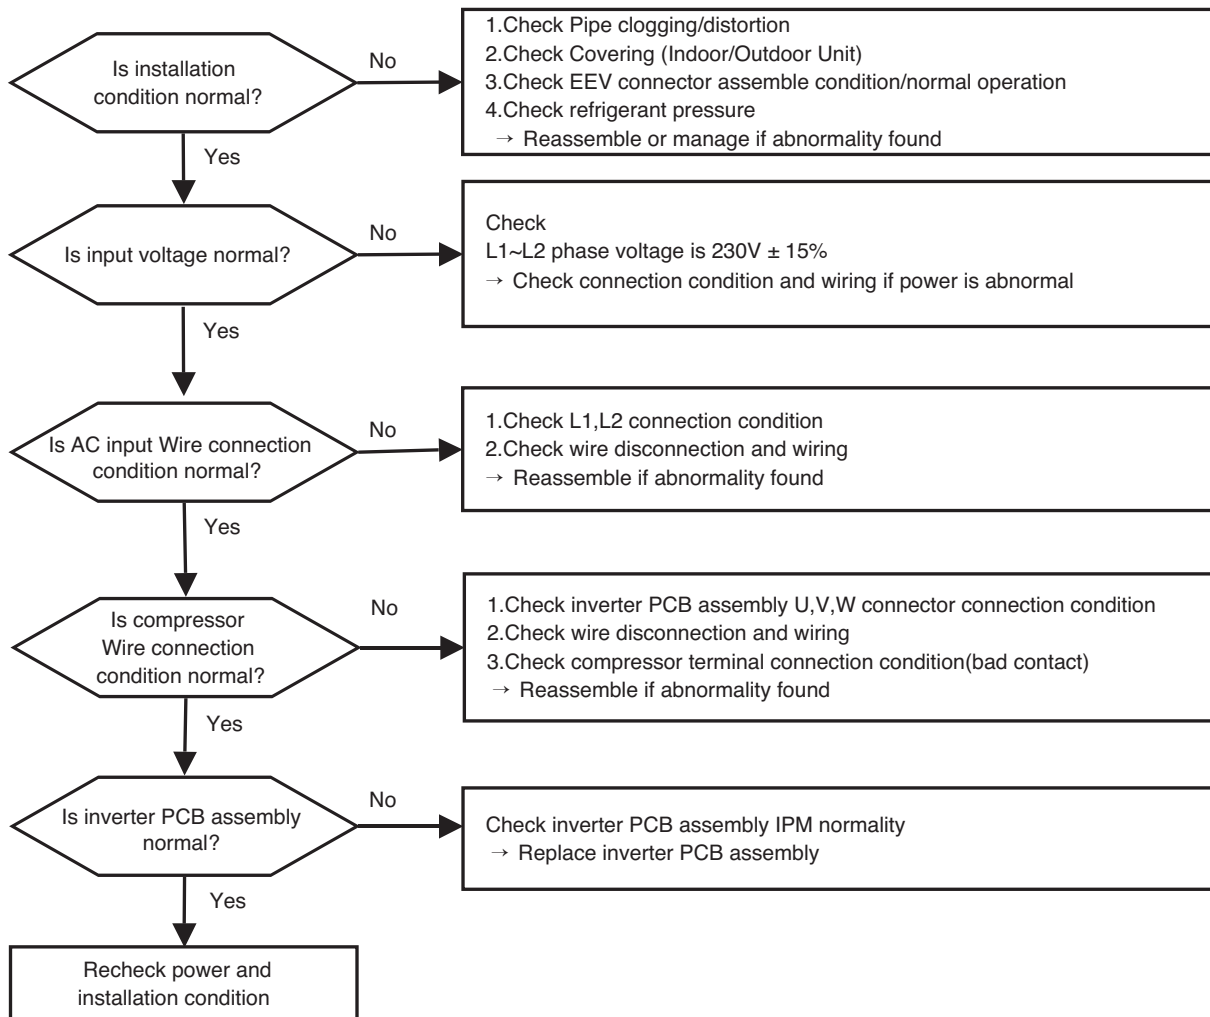 Is installation
condition normal?
No
1.Check Pipe clogging/distortion
2.Check Covering (Indoor/Outdoor Unit)
3.Check EEV connector assemble condition/normal operation
4.Check refrigerant pressure
→ Reassemble or manage if abnormality found
Yes
Is input voltage normal?
No
Check
L1~L2 phase voltage is 230V ± 15%
→ Check connection condition and wiring if power is abnormal
Yes
Is AC input Wire connection
condition normal?
No
1.Check L1,L2 connection condition
2.Check wire disconnection and wiring
→ Reassemble if abnormality found
Yes
Is compressor
Wire connection
condition normal?
No
1.Check inverter PCB assembly U,V,W connector connection condition
2.Check wire disconnection and wiring
3.Check compressor terminal connection condition(bad contact)
→ Reassemble if abnormality found
Yes
Is inverter PCB assembly
normal?
No
Check inverter PCB assembly IPM normality
→ Replace inverter PCB assembly
Yes
Recheck power and
installation condition